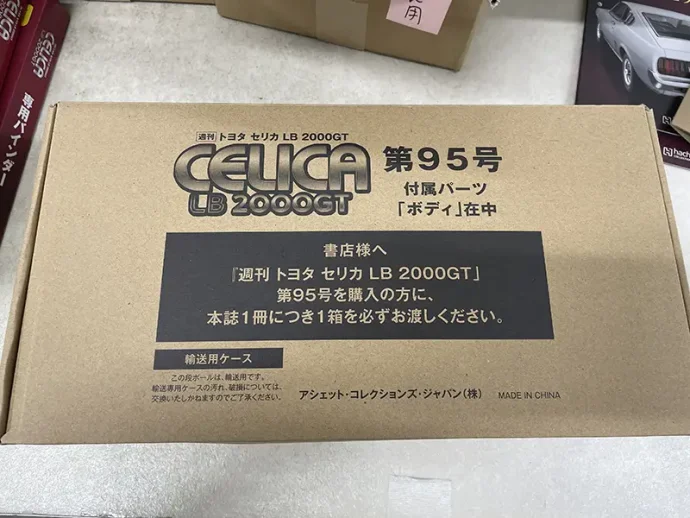 用
CELICA
2000GT
専用バインダー
週刊 トヨタ セリカ LB 2000GT
CELICA
LB 2000GT
第95号
付属パーツ
「ボディ」在中
書店様へ
『週刊 トヨタ セリカ LB 2000GT』
第95号を購入の方に、
本誌1冊につき1箱を必ずお渡しください。
輸送用ケース
この段ボールは、輸送用です。
輸送専用ケースの汚れ、破損については、
交換いたしかねますのでご了承ください。
アシェット・コレクションズ・ジャパン(株)
MADE IN CHINA
hach